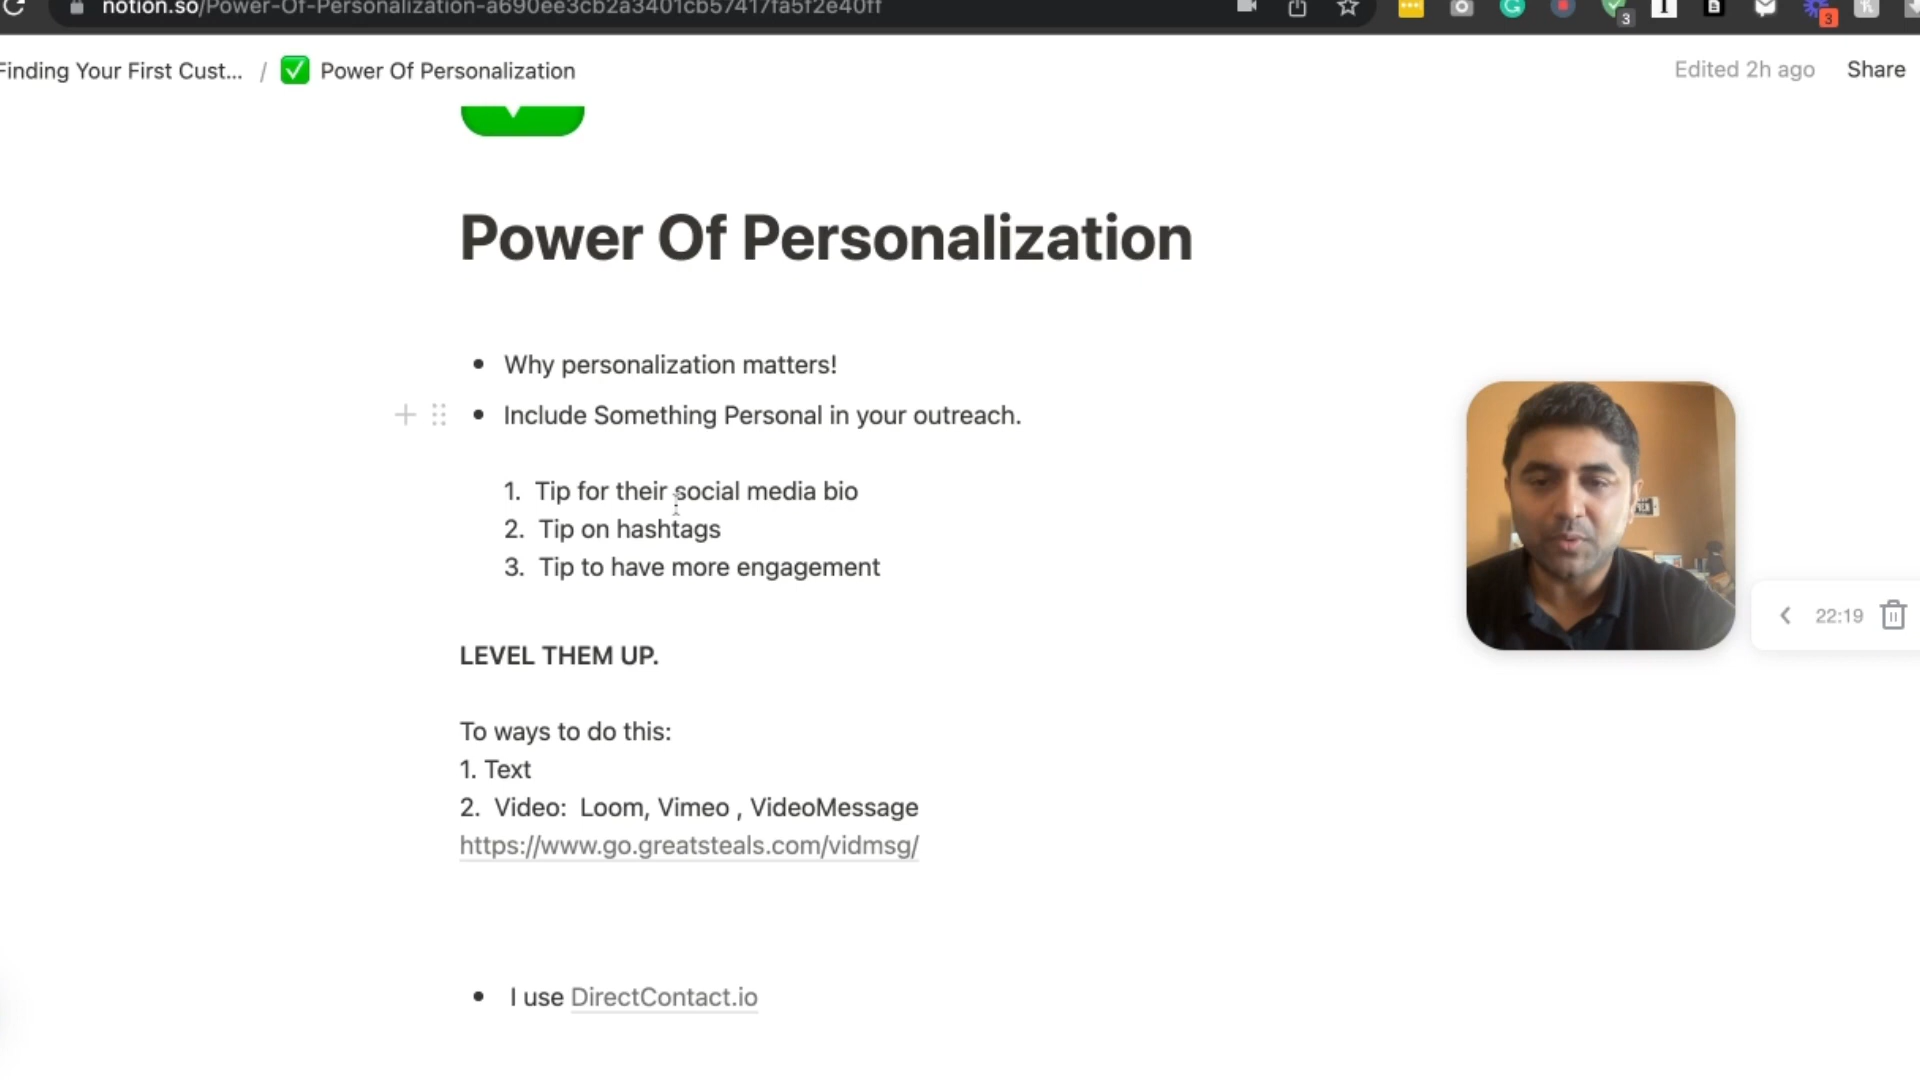 notion.so/Power-Of-Personalization-a690ee3cb2a3401cb57417fa5f2e40ff
3
3
Finding Your First Cust... / Power Of Personalization
Edited 2h ago
Share
Power Of Personalization
• Why personalization matters!
• Include Something Personal in your outreach.
1. Tip for their social media bio
2. Tip on hashtags
3. Tip to have more engagement
22:19
LEVEL THEM UP.
To ways to do this:
1. Text
2. Video: Loom, Vimeo , VideoMessage
https://www.go.greatsteals.com/vidmsg/
• I use DirectContact.io